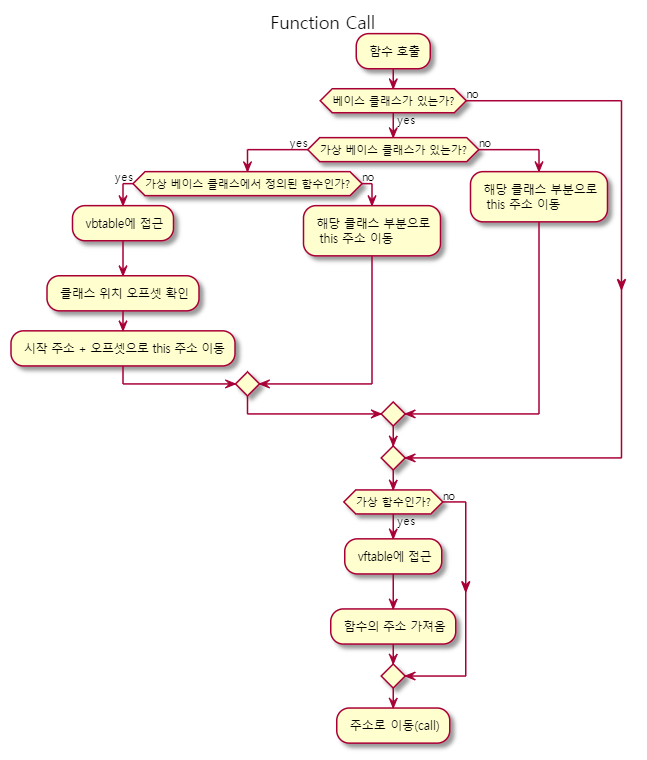 Function Call
함수 호출
베이스 클래스가 있는가?
no
yes
yes
가상 베이스 클래스가 있는가?
no
yes
가상 베이스 클래스에서 정의된 함수인가?
no
해당 클래스 부분으로
this 주소 이동
vbtable에 접근
해당 클래스 부분으로
this 주소 이동
클래스 위치 오프셋 확인
시작 주소 + 오프셋으로 this 주소 이동
가상 함수인가?
no
yes
vftable에 접근
함수의 주소 가져옴
주소로 이동(call)